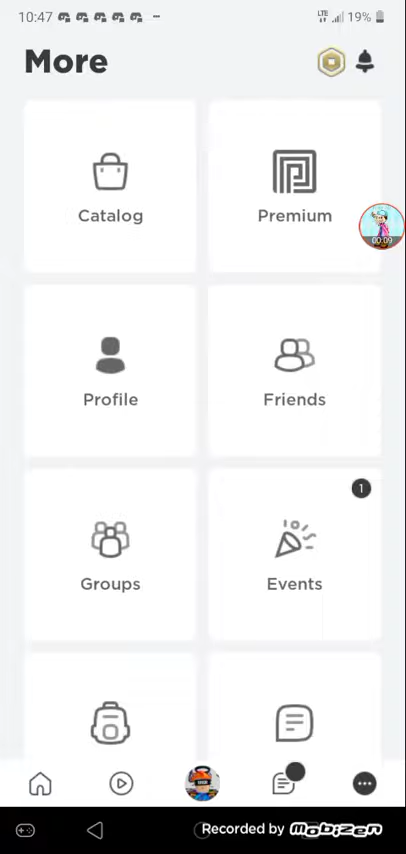 10:47 LTE 19%
More
Catalog Premium
00:09
Profile Friends
1
Groups Events
Recorded by mobizen